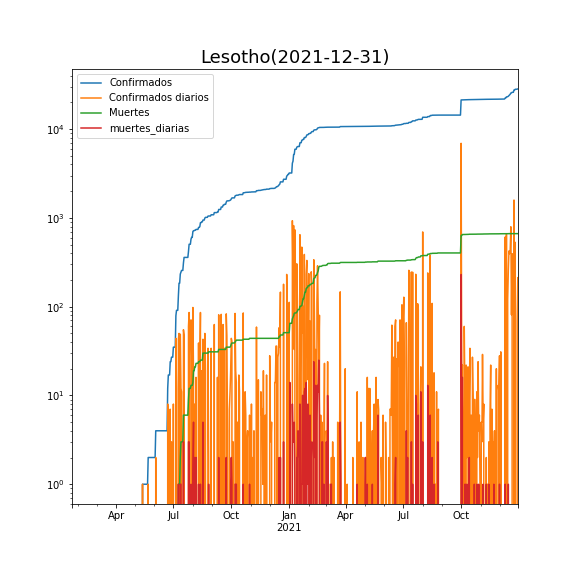 Lesotho(2021-12-31)
Confirmados
Confirmados diarios
Muertes
muertes_diarias
10^4
10^3
10^2
10^1
10^0
Apr Jul Oct Jan Apr Jul Oct
2021